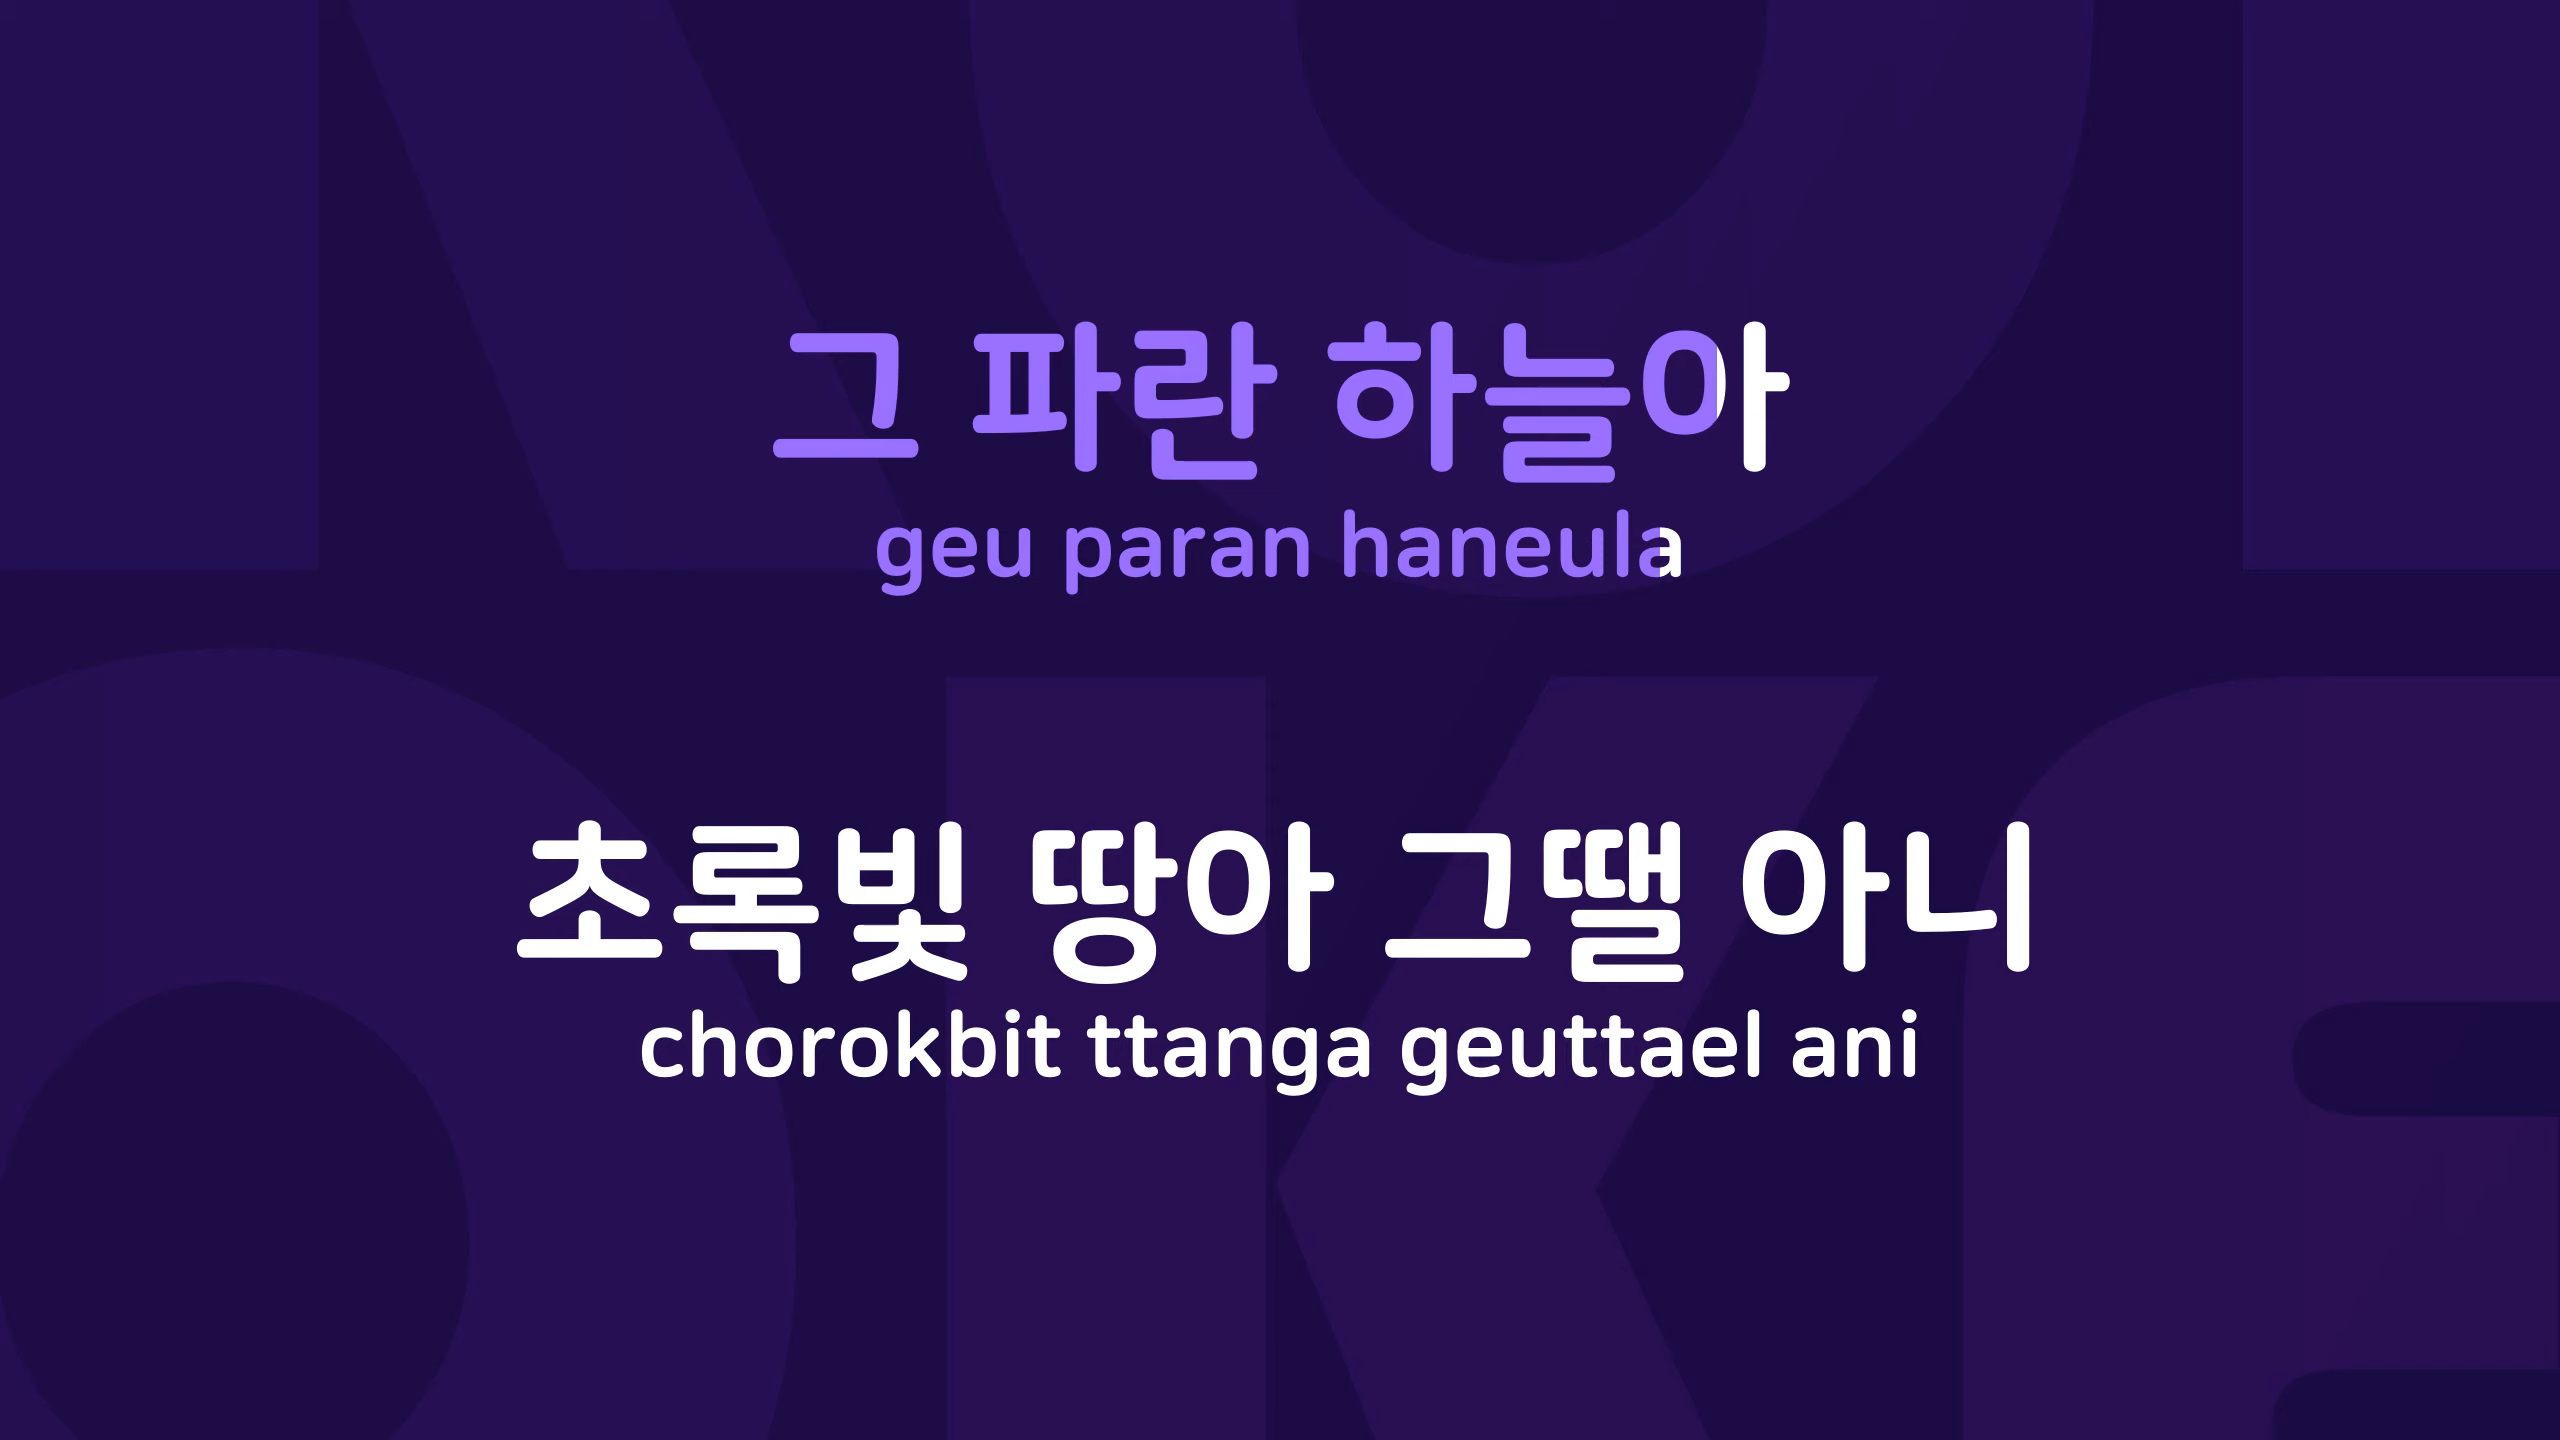 그 파란 하늘아
geu paran haneula
초록빛 땅아 그땔 아니
chorokbit ttanga geuttael ani